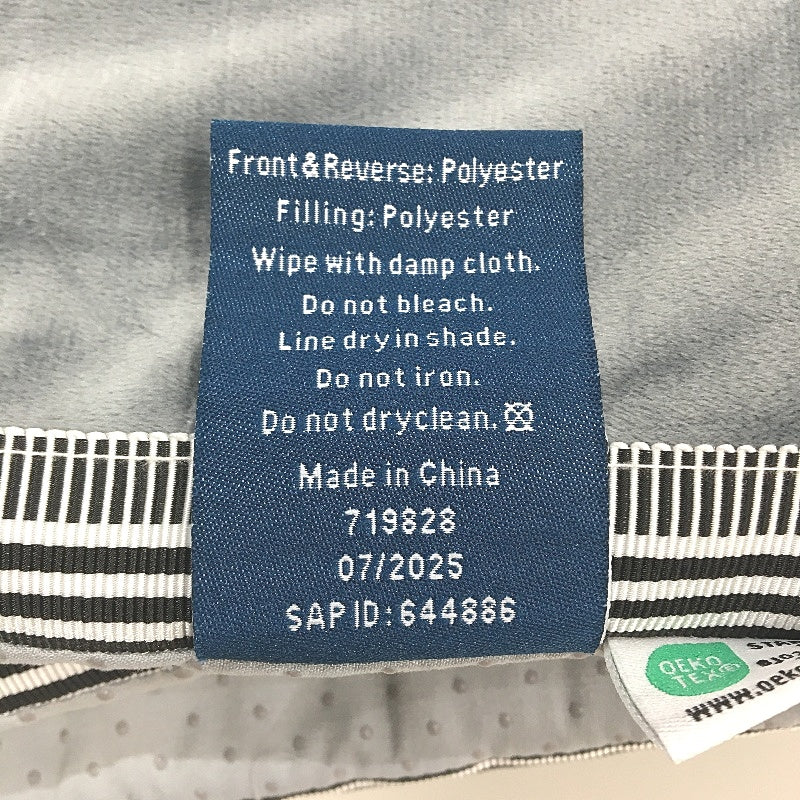 Front&Reverse: Polyester
Filling: Polyester
Wipe with damp cloth.
Do not bleach.
Line dry in shade.
Do not iron.
Do not dryclean.
Made in China
719828
07/2025
SAP ID: 644886
OEKO
TEX®